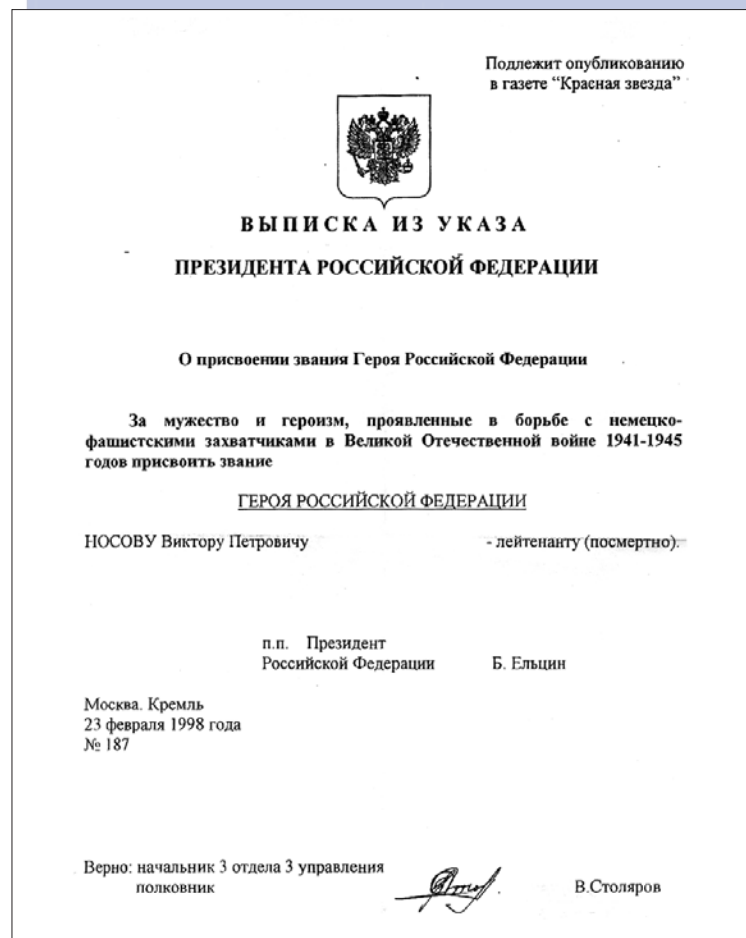 Подлежит опубликованию
в газете “Красная звезда”
ВЫПИСКА ИЗ УКАЗА
ПРЕЗИДЕНТА РОССИЙСКОЙ ФЕДЕРАЦИИ
О присвоении звания Героя Российской Федерации
За мужество и героизм, проявленные в борьбе с немецко-
фашистскими захватчиками в Великой Отечественной войне 1941-1945
годов присвоить звание
ГЕРОЯ РОССИЙСКОЙ ФЕДЕРАЦИИ
НОСОВУ Виктору Петровичу - лейтенанту (посмертно).
п.п. Президент
Российской Федерации Б. Ельцин
Москва. Кремль
23 февраля 1998 года
№ 187
Верно: начальник 3 отдела 3 управления
полковник В.Столяров